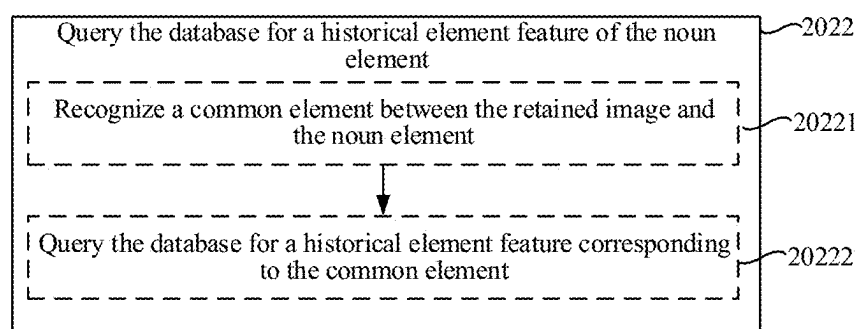 Query the database for a historical element feature of the noun
element
2022
Recognize a common element between the retained image and
the noun element
20221
Query the database for a historical element feature corresponding
to the common element
20222